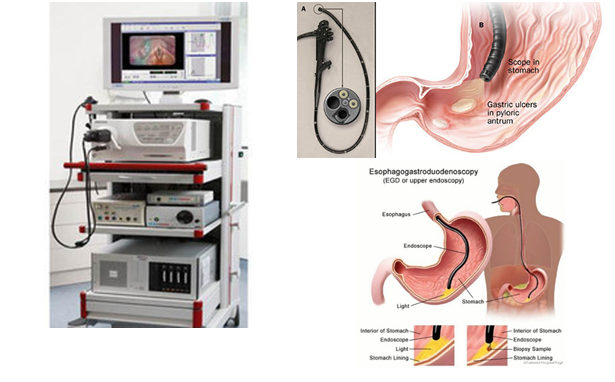 A
B
Scope in
stomach
Gastric ulcers
in pyloric
antrum
Esophagogastroduodenoscopy
(EGD or upper endoscopy)
Esophagus
Endoscope
Light
Stomach
Interior of Stomach
Endoscope
Light
Stomach Lining
Interior of Stomach
Endoscope
Biopsy Sample
Stomach Lining